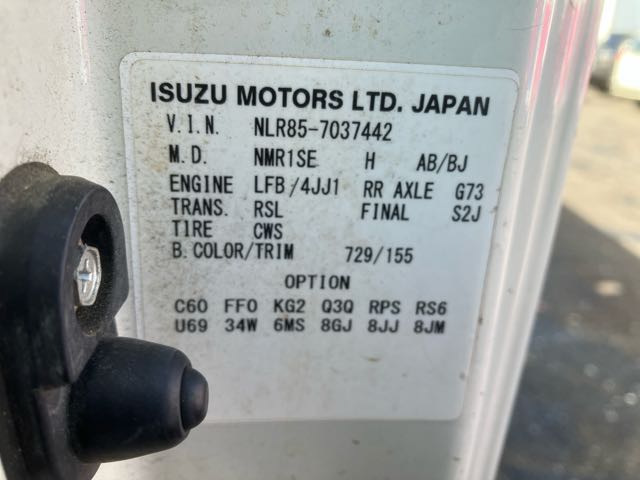 ISUZU MOTORS LTD. JAPAN
V.I.N. NLR85-7037442
M.D. NMR1SE H AB/BJ
ENGINE LFB/4JJ1 RR AXLE G73
TRANS. RSL FINAL S2J
TIRE CWS
B.COLOR/TRIM 729/155
OPTION
C60 FF0 KG2 Q3Q RPS RS6
U69 34W 6MS 8GJ 8JJ 8JM